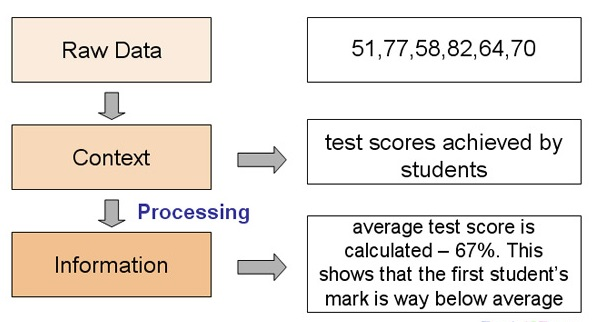 Raw Data
51,77,58,82,64,70
Context
test scores achieved by
students
Processing
Information
average test score is
calculated – 67%. This
shows that the first student’s
mark is way below average